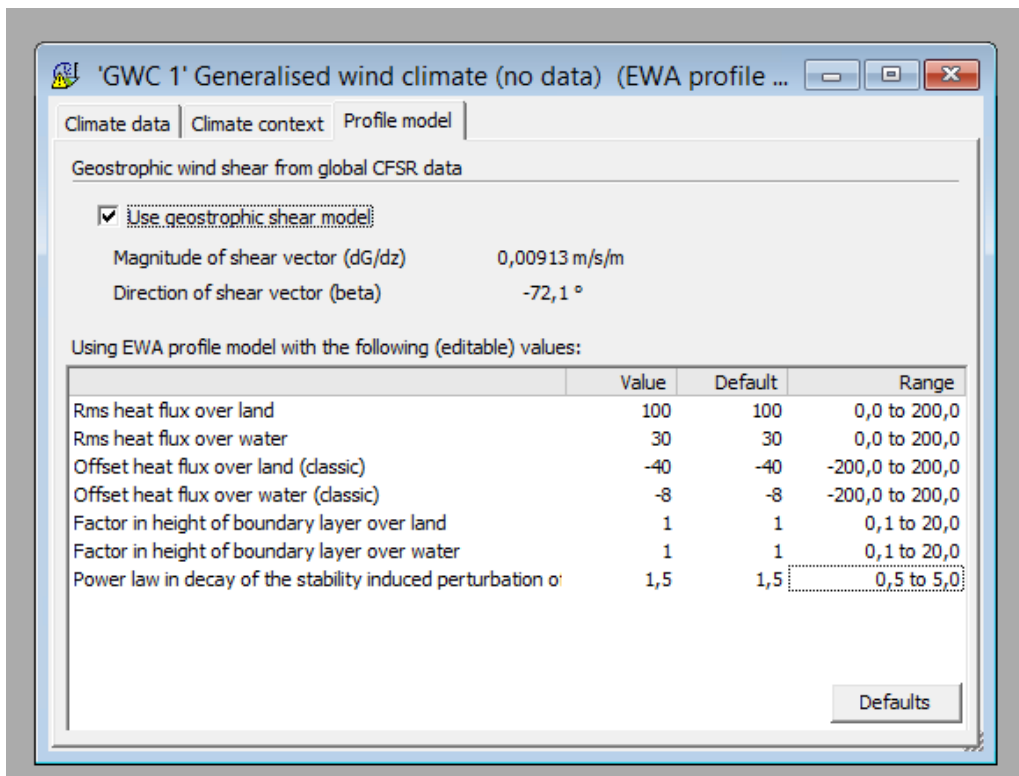 'GWC 1' Generalised wind climate (no data) (EWA profile ...
Climate data Climate context Profile model
Geostrophic wind shear from global CFSR data
Use geostrophic shear model
Magnitude of shear vector (dG/dz) 0,00913 m/s/m
Direction of shear vector (beta) -72,1 °
Using EWA profile model with the following (editable) values:
Value Default Range
Rms heat flux over land 100 100 0,0 to 200,0
Rms heat flux over water 30 30 0,0 to 200,0
Offset heat flux over land (classic) -40 -40 -200,0 to 200,0
Offset heat flux over water (classic) -8 -8 -200,0 to 200,0
Factor in height of boundary layer over land 1 1 0,1 to 20,0
Factor in height of boundary layer over water 1 1 0,1 to 20,0
Power law in decay of the stability induced perturbation of 1,5 1,5 0,5 to 5,0
Defaults